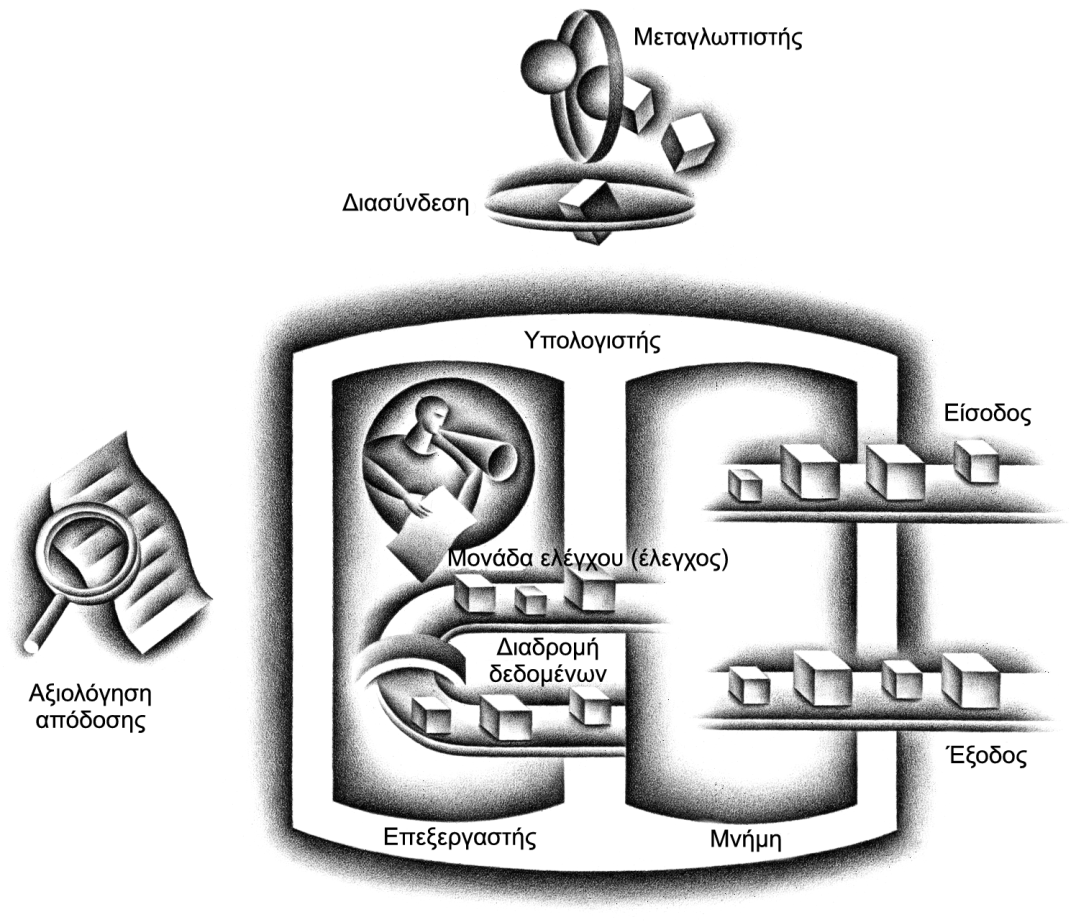 Μεταγλωττιστής
Διασύνδεση
Υπολογιστής
Είσοδος
Μονάδα ελέγχου (έλεγχος)
Διαδρομή
δεδομένων
Αξιολόγηση
απόδοσης
Έξοδος
Επεξεργαστής
Μνήμη